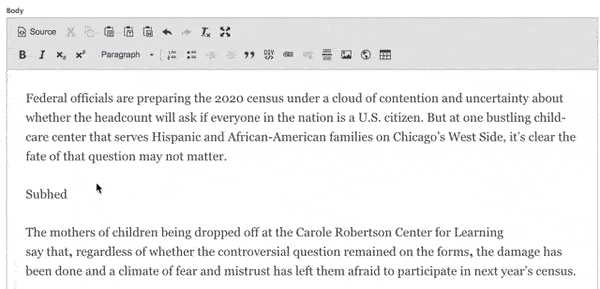 Body
Source
B I x₂ x² Paragraph
Federal officials are preparing the 2020 census under a cloud of contention and uncertainty about
whether the headcount will ask if everyone in the nation is a U.S. citizen. But at one bustling child-
care center that serves Hispanic and African-American families on Chicago’s West Side, it’s clear the
fate of that question may not matter.
Subhed
The mothers of children being dropped off at the Carole Robertson Center for Learning
say that, regardless of whether the controversial question remained on the forms, the damage has
been done and a climate of fear and mistrust has left them afraid to participate in next year’s census.